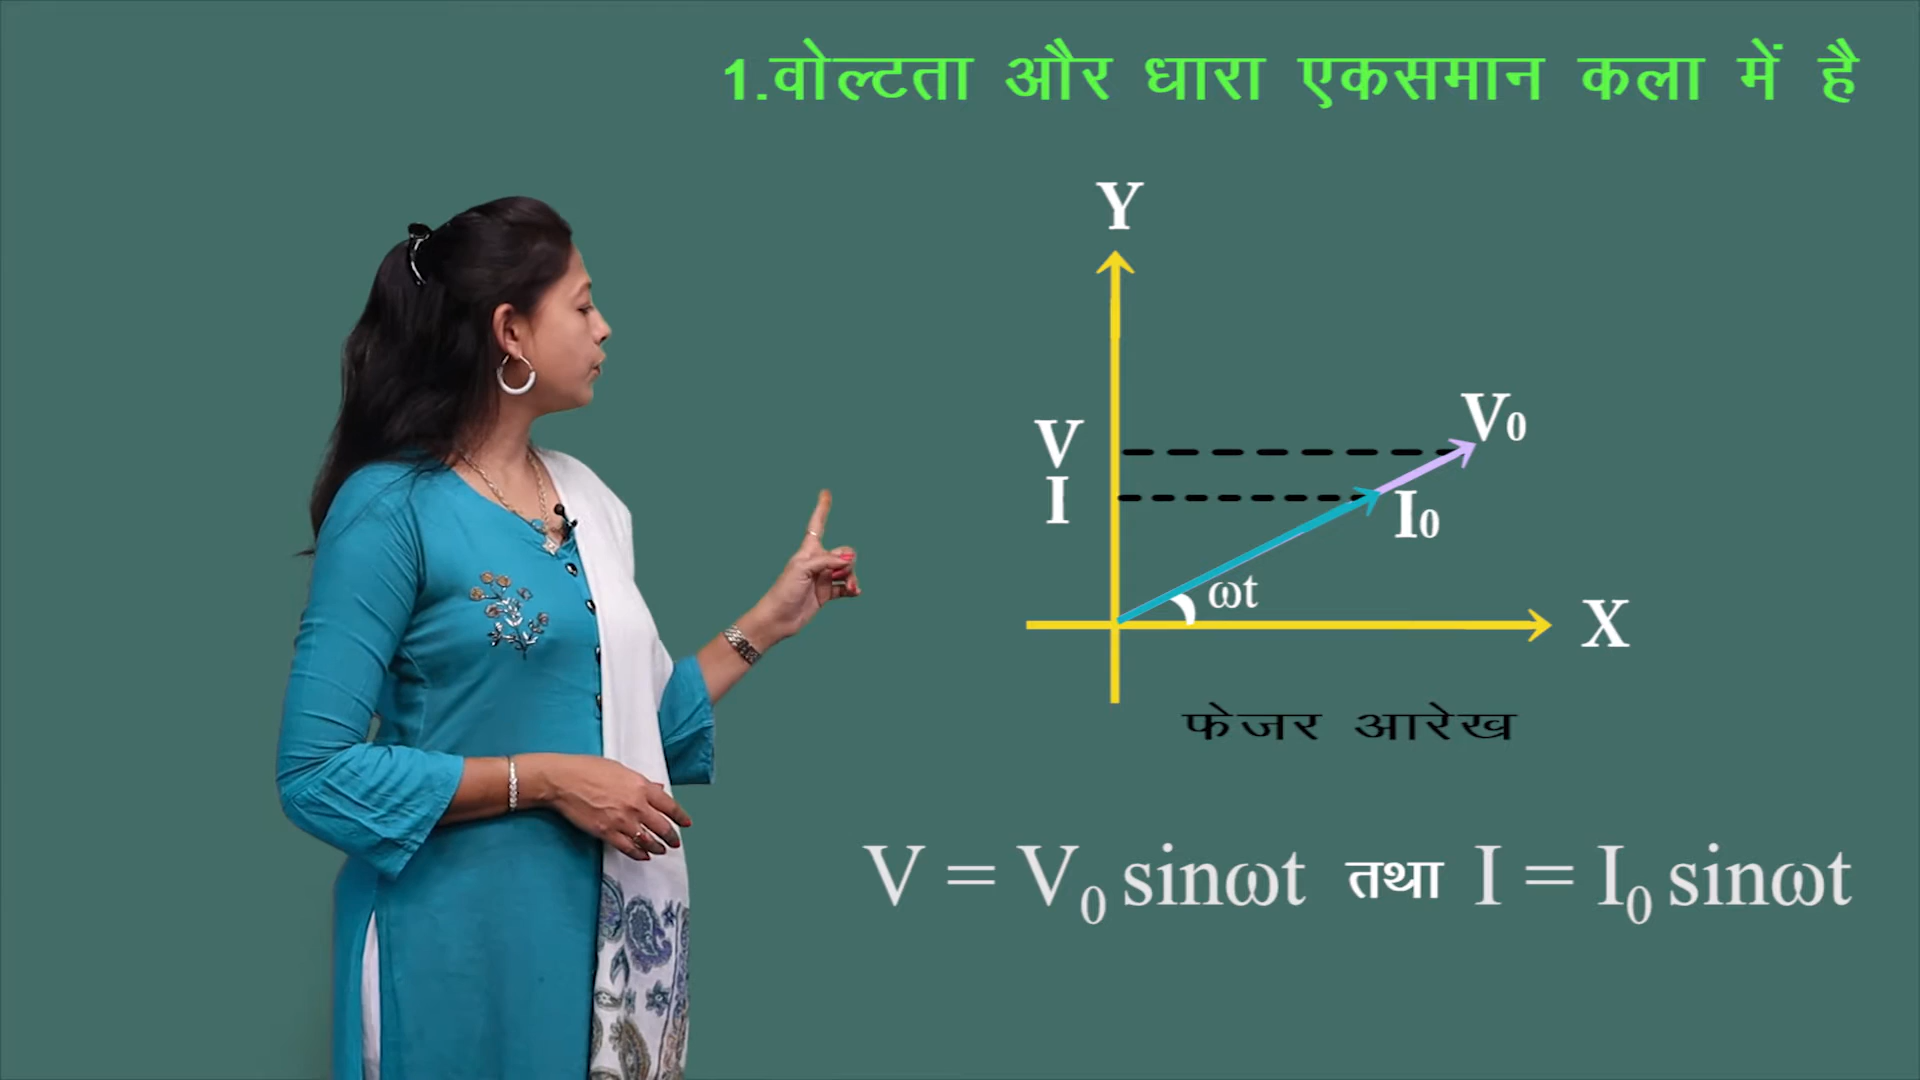 1.वोल्टता और धारा एकसमान कला में है
Y
V₀
V
I
I₀
ωt
X
फेजर आरेख
V = V₀ sinωt तथा I = I₀ sinωt